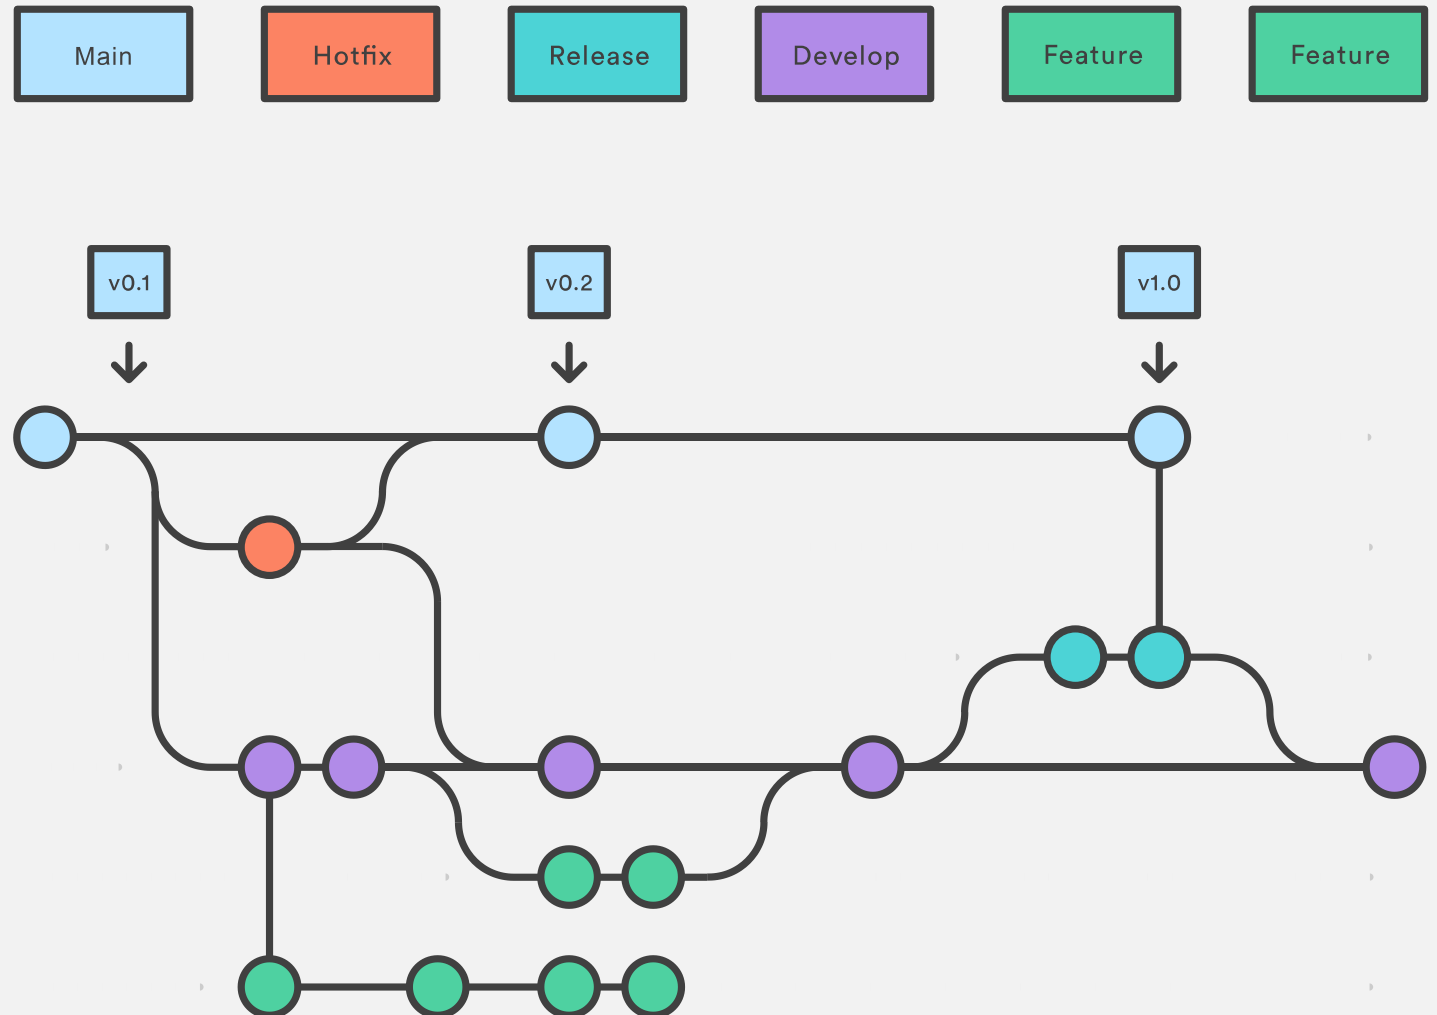 Main
Hotfix
Release
Develop
Feature
Feature
v0.1
v0.2
v1.0